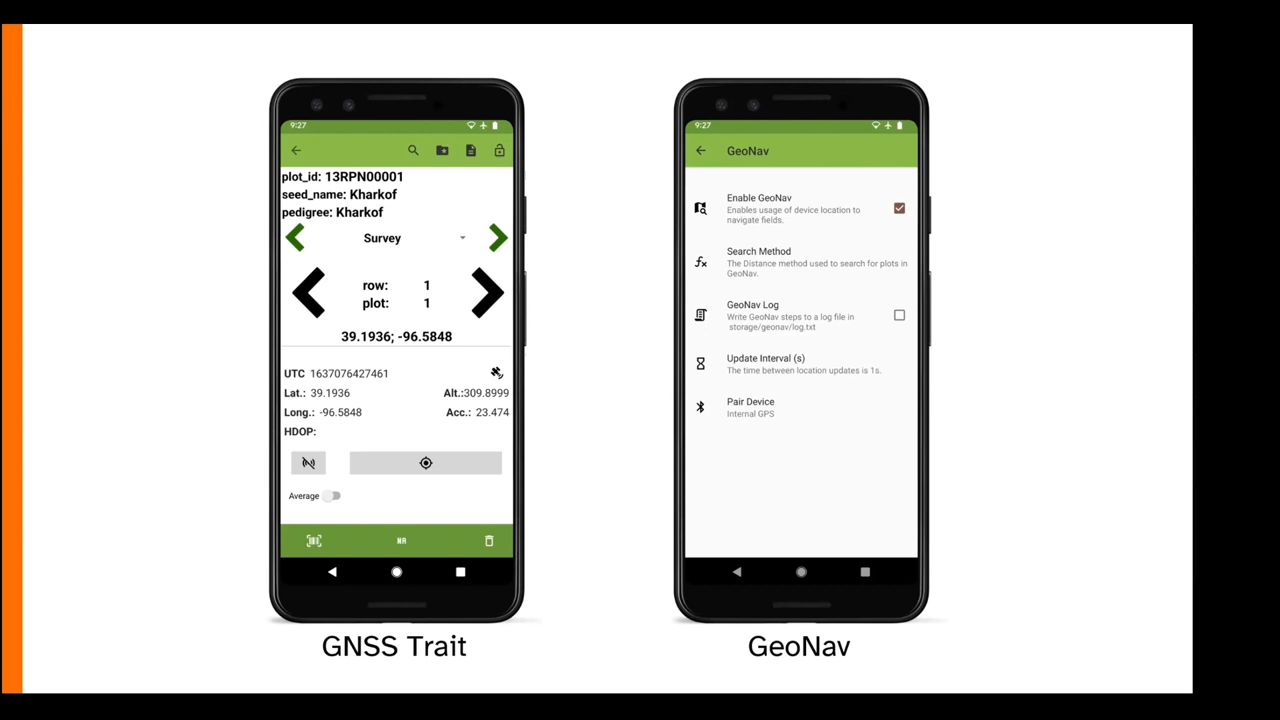 9:27
plot_id: 13RPN00001
seed_name: Kharkof
pedigree: Kharkof
Survey
row: 1
plot: 1
39.1936; -96.5848
UTC 1637076427461
Lat.: 39.1936 Alt.:309.8999
Long.: -96.5848 Acc.: 23.474
HDOP:
Average
NA
GNSS Trait
9:27
GeoNav
Enable GeoNav
Enables usage of device location to
navigate fields.
Search Method
The Distance method used to search for plots in
GeoNav.
GeoNav Log
Write GeoNav steps to a log file in
storage/geonav/log.txt
Update Interval (s)
The time between location updates is 1s.
Pair Device
Internal GPS
GeoNav